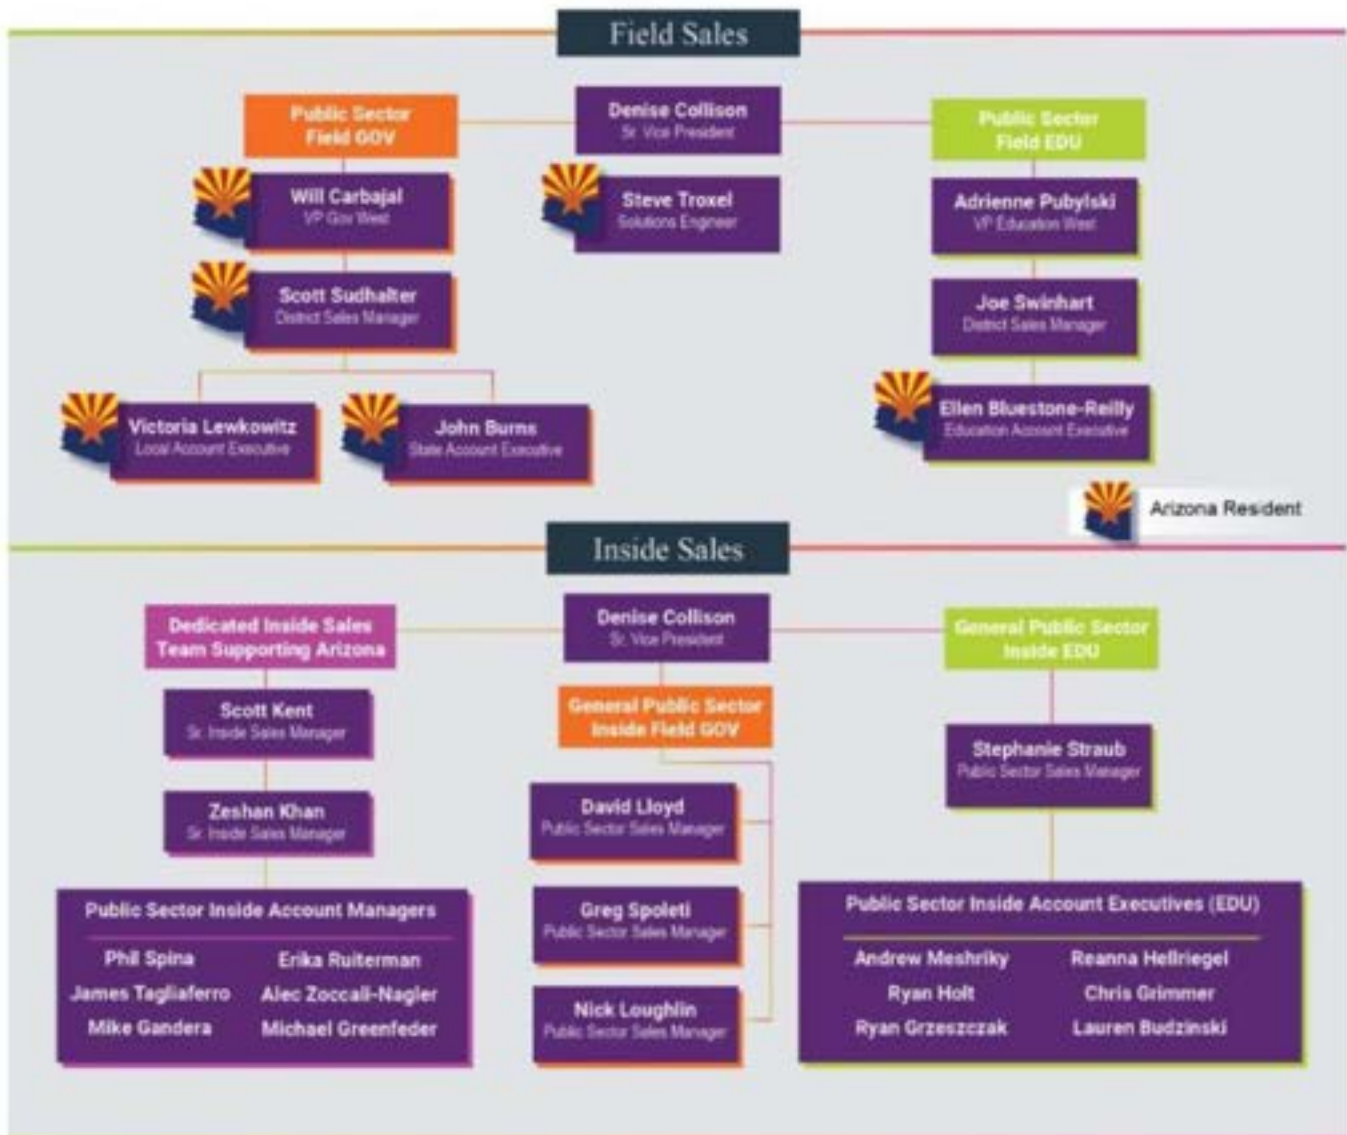 Field Sales
Public Sector
Field GOV
Denise Collison
Sr. Vice President
Public Sector
Field EDU
Will Carbajal
VP Gov West
Steve Troxel
Solutions Engineer
Adrienne Pubylski
VP Education West
Scott Sudhalter
District Sales Manager
Joe Swinhart
District Sales Manager
Victoria Lewkowitz
Local Account Executive
John Burns
State Account Executive
Ellen Bluestone-Reilly
Education Account Executive
Arizona Resident
Inside Sales
Dedicated Inside Sales
Team Supporting Arizona
Denise Collison
Sr. Vice President
General Public Sector
Inside EDU
Scott Kent
Sr. Inside Sales Manager
General Public Sector
Inside Field GOV
Stephanie Straub
Public Sector Sales Manager
Zeshan Khan
Sr. Inside Sales Manager
David Lloyd
Public Sector Sales Manager
Greg Spoleti
Public Sector Sales Manager
Nick Loughlin
Public Sector Sales Manager
Public Sector Inside Account Managers
Phil Spina Erika Ruiterman
James Tagliaferro Alec Zoccali-Nagler
Mike Gandera Michael Greenfeder
Public Sector Inside Account Executives (EDU)
Andrew Meshriky Reanna Hellriegel
Ryan Holt Chris Grimmer
Ryan Grzeszczak Lauren Budzinski